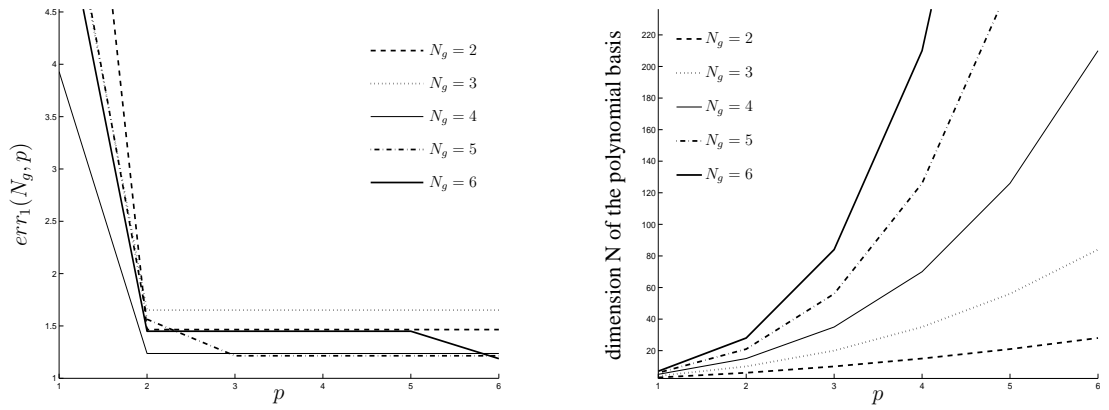 4.5
4
3.5
3
2.5
2
1.5
1
1 2 3 4 5 6
err₁(N_g, p)
p
N_g = 2
N_g = 3
N_g = 4
N_g = 5
N_g = 6
220
200
180
160
140
120
100
80
60
40
20
1 2 3 4 5 6
dimension N of the polynomial basis
p
N_g = 2
N_g = 3
N_g = 4
N_g = 5
N_g = 6